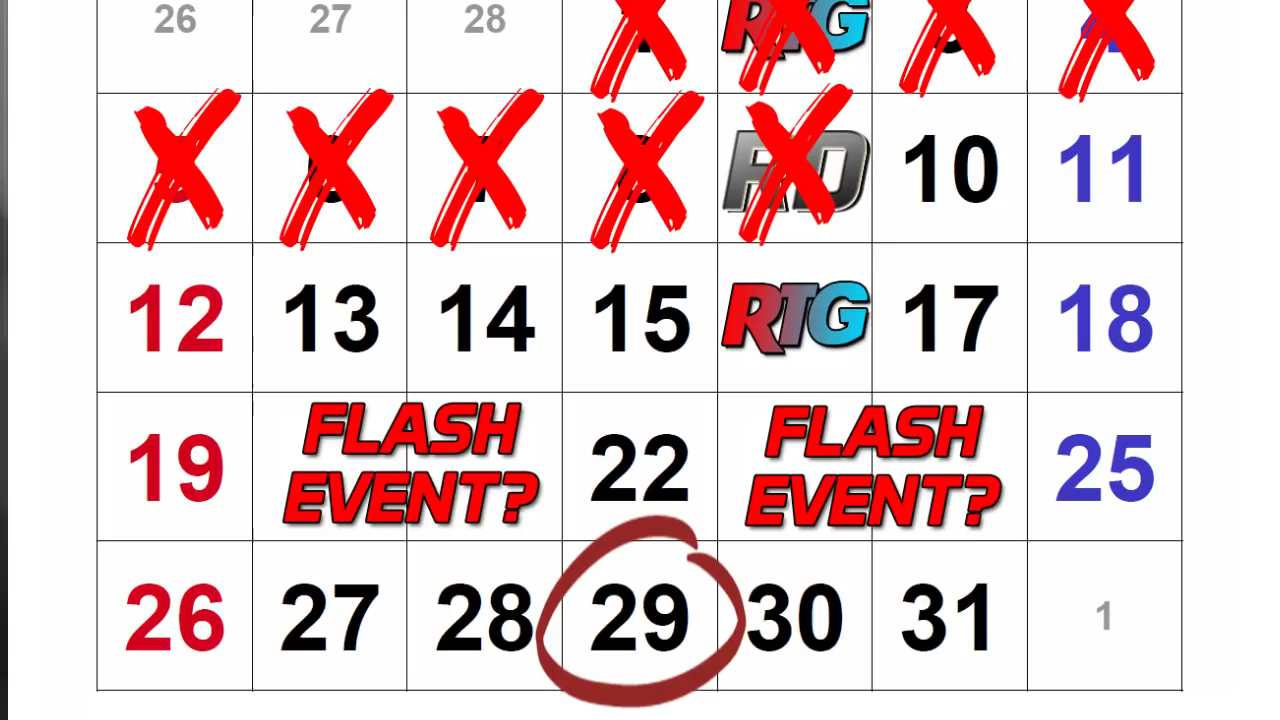 26 27 28 RTG
RD 10 11
12 13 14 15 RTG 17 18
19 FLASH EVENT? 22 FLASH EVENT? 25
26 27 28 29 30 31 1